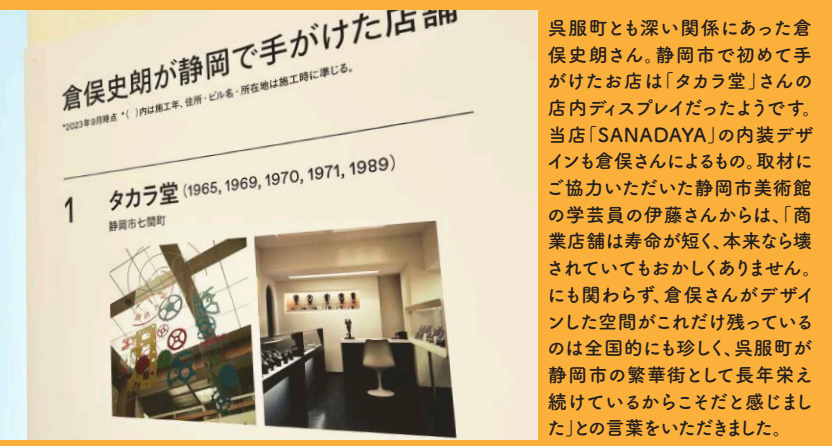 倉俣史朗が静岡で手がけた店舗
*2023年9月時点 *( )内は施工年、住所・ビル名・所在地は施工時に準じる。
1 タカラ堂(1965, 1969, 1970, 1971, 1989)
静岡市七間町
呉服町とも深い関係にあった倉
俣史朗さん。静岡市で初めて手
がけたお店は「タカラ堂」さんの
店内ディスプレイだったようです。
当店「SANADAYA」の内装デザ
インも倉俣さんによるもの。取材に
ご協力いただいた静岡市美術館
の学芸員の伊藤さんからは、「商
業店舗は寿命が短く、本来なら壊
されていてもおかしくありません。
にも関わらず、倉俣さんがデザイ
ンした空間がこれだけ残っている
のは全国的にも珍しく、呉服町が
静岡市の繁華街として長年栄え
続けているからこそだと感じまし
た」との言葉をいただきました。